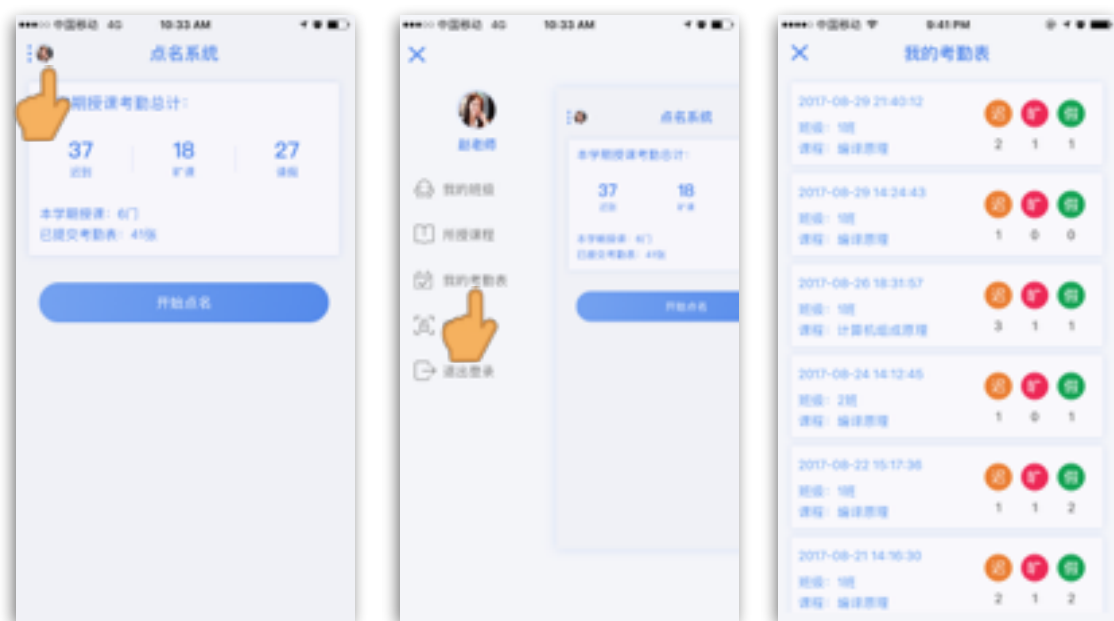 中国移动 4G 10:33 AM
点名系统
期授课考勤总计：
37 18 27
迟到 旷课 请假
本学期授课：6门
已提交考勤表：41张
开始点名
中国移动 4G 10:33 AM
赵老师
我的班级
所授课程
我的考勤表
退出登录
点名系统
本学期授课考勤总计：
37 18
迟到 旷课
本学期授课：6门
已提交考勤表：41张
开始点名
中国移动 9:41 PM
我的考勤表
2017-08-29 21:40:12
班级：1班
课程：编译原理
迟 旷 假
2 1 1
2017-08-29 14:24:43
班级：1班
课程：编译原理
迟 旷 假
1 0 0
2017-08-26 18:31:57
班级：1班
课程：计算机组成原理
迟 旷 假
3 1 1
2017-08-24 14:12:45
班级：2班
课程：编译原理
迟 旷 假
1 0 1
2017-08-22 15:17:36
班级：1班
课程：编译原理
迟 旷 假
1 1 2
2017-08-21 14:16:30
班级：1班
课程：编译原理
迟 旷 假
2 1 2